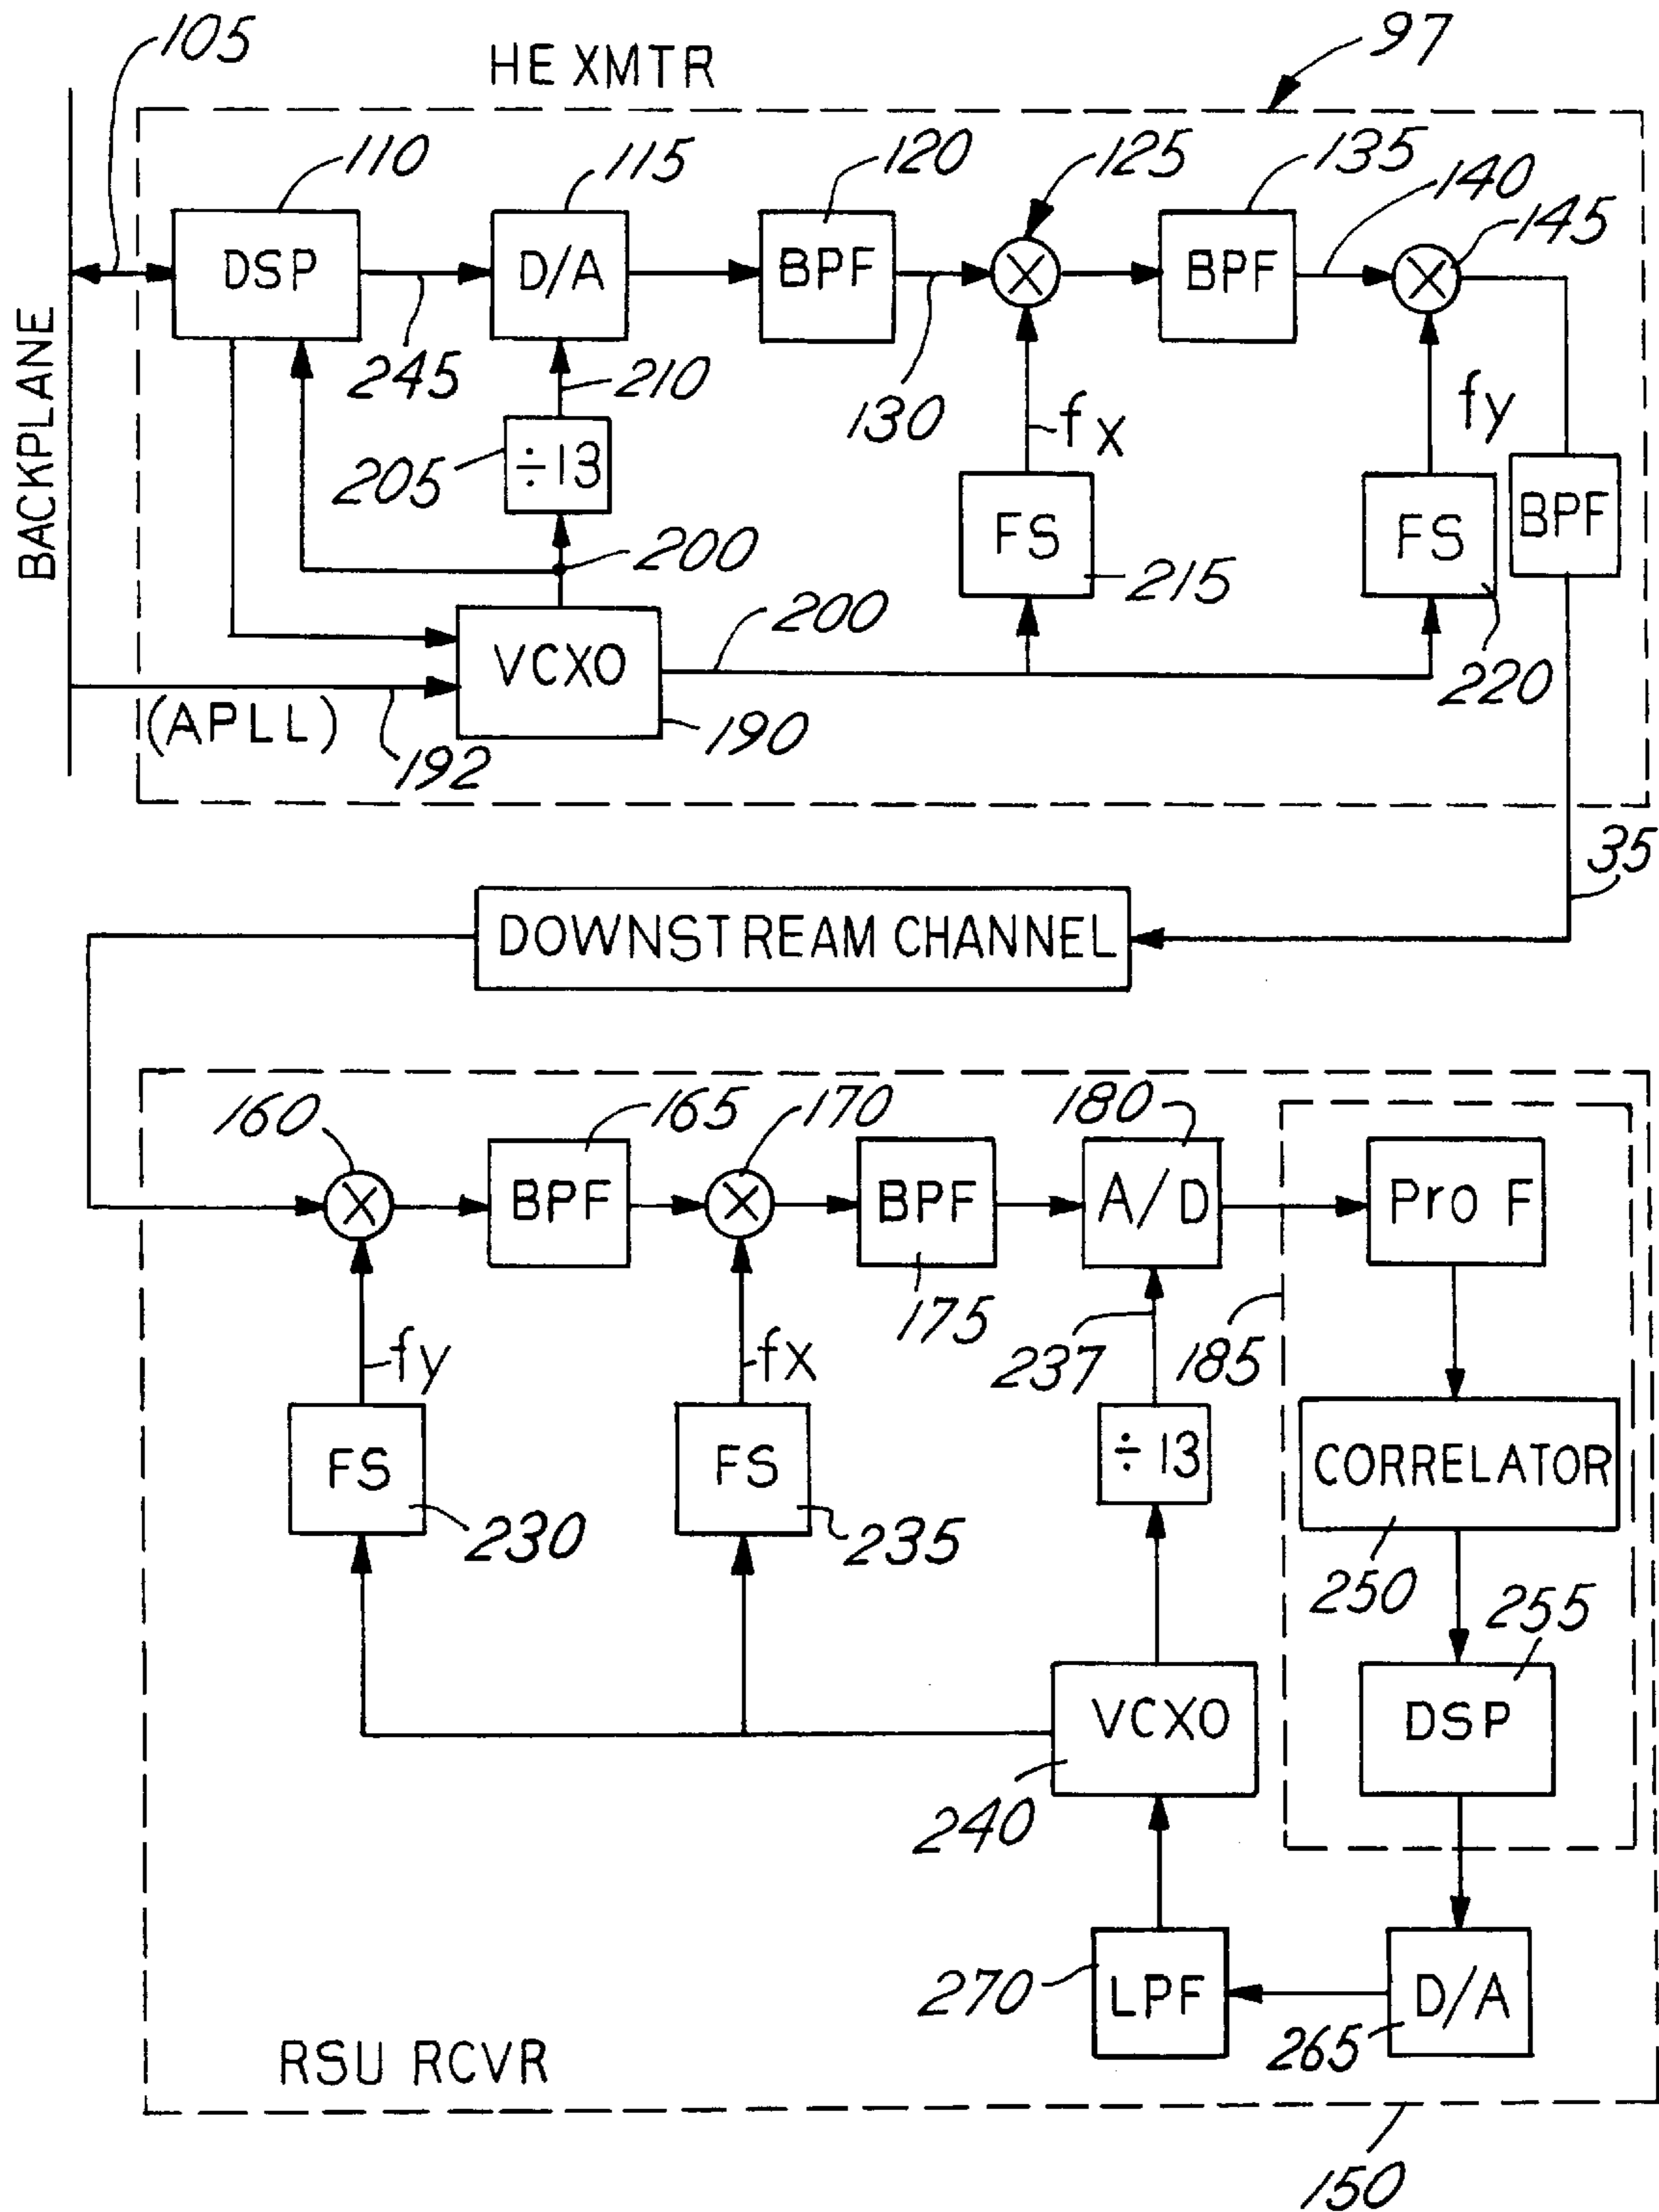 105
HE XMTR
97
110
115
120
125
135
140
145
DSP
D/A
BPF
BPF
245
210
130
fx
fy
205
÷13
FS
FS
BPF
200
215
220
200
VCXO
190
BACKPLANE
(APLL)
192
35
DOWNSTREAM CHANNEL
160
165
170
180
BPF
BPF
A/D
Pro F
175
237
185
fy
fx
FS
FS
÷13
CORRELATOR
230
235
250
255
VCXO
DSP
240
270
LPF
D/A
265
RSU RCVR
150